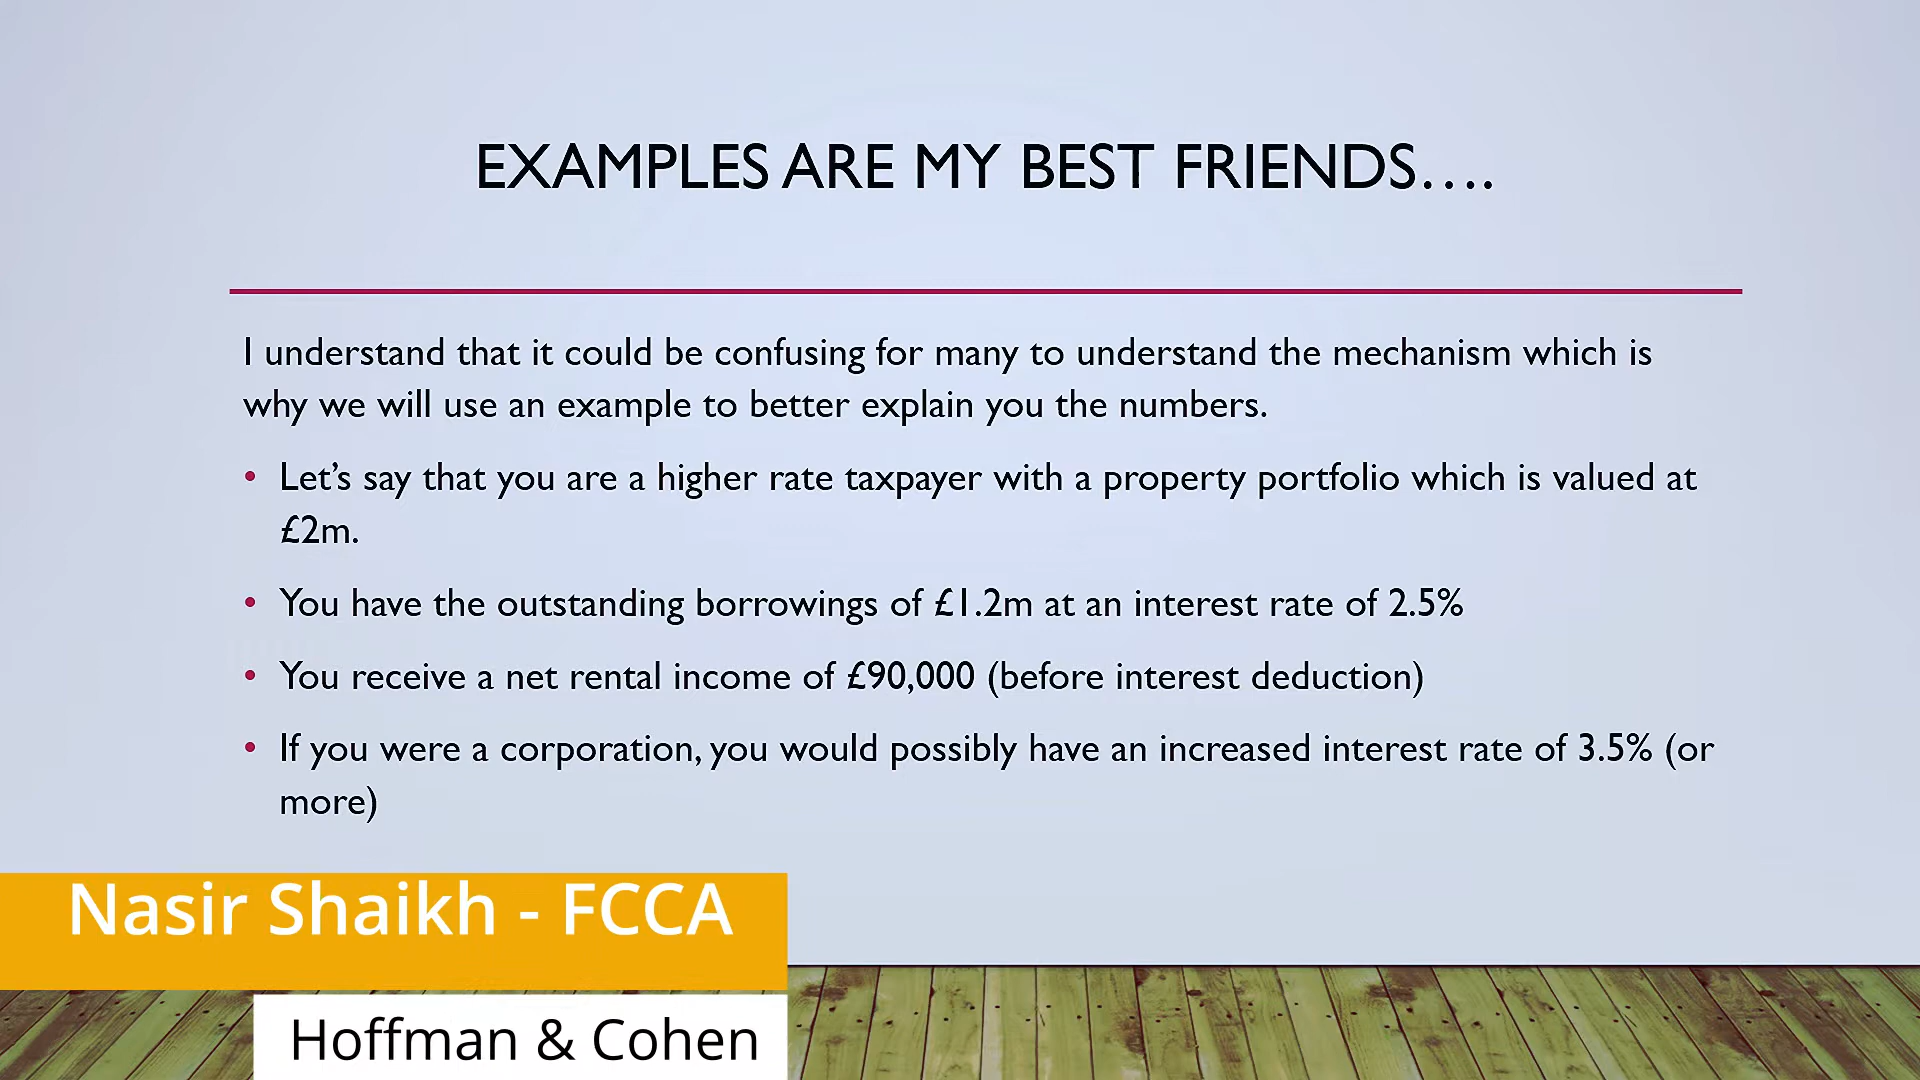 EXAMPLES ARE MY BEST FRIENDS….
I understand that it could be confusing for many to understand the mechanism which is
why we will use an example to better explain you the numbers.
• Let’s say that you are a higher rate taxpayer with a property portfolio which is valued at
£2m.
• You have the outstanding borrowings of £1.2m at an interest rate of 2.5%
• You receive a net rental income of £90,000 (before interest deduction)
• If you were a corporation, you would possibly have an increased interest rate of 3.5% (or
more)
Nasir Shaikh - FCCA
Hoffman & Cohen